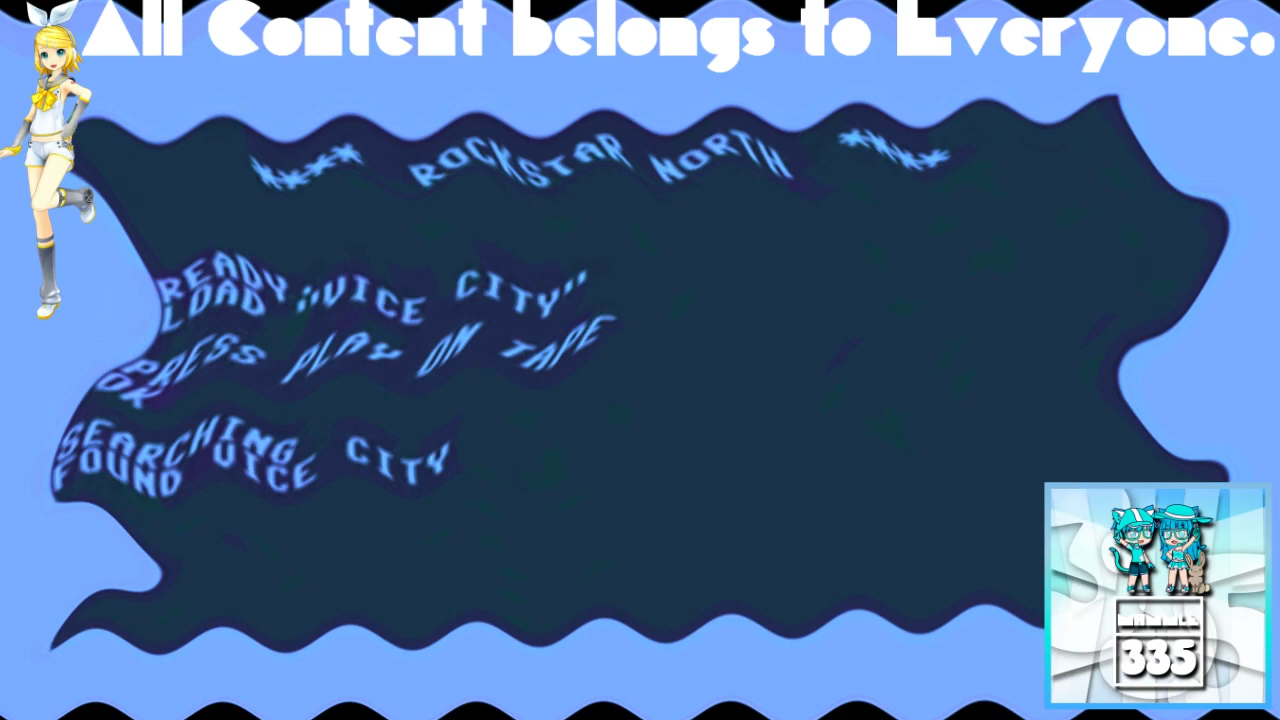 All Content belongs to Everyone.
**** ROCKSTAR NORTH ****
READY
LOAD "VICE CITY"
PRESS PLAY ON TAPE
OK
SEARCHING
FOUND VICE CITY
335